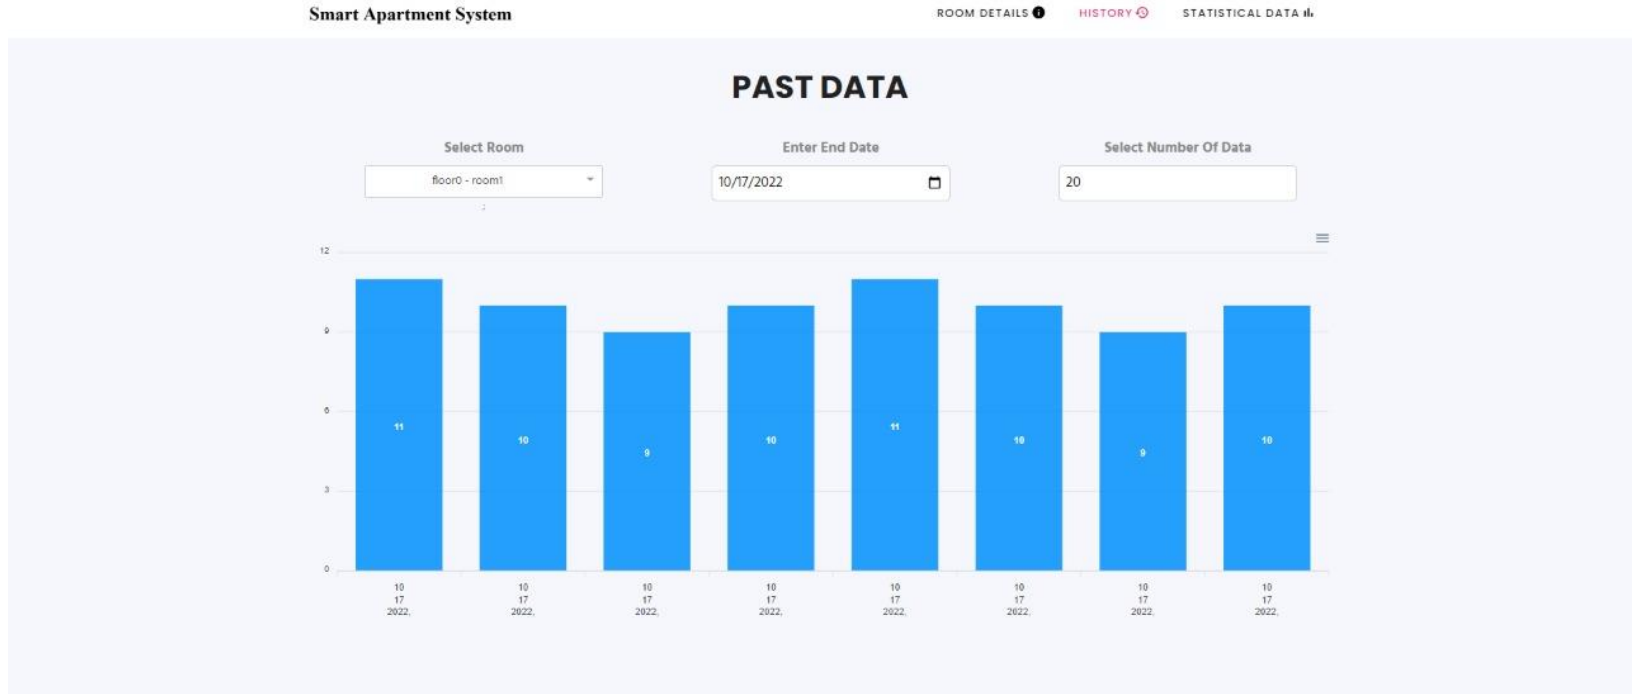 Smart Apartment System
ROOM DETAILS HISTORY STATISTICAL DATA
PAST DATA
Select Room Enter End Date Select Number Of Data
floor0 - room1 10/17/2022 20
;
12
9
6
3
0
11 10 9 10 11 10 9 10
10 10 10 10 10 10 10 10
17 17 17 17 17 17 17 17
2022, 2022, 2022, 2022, 2022, 2022, 2022, 2022,